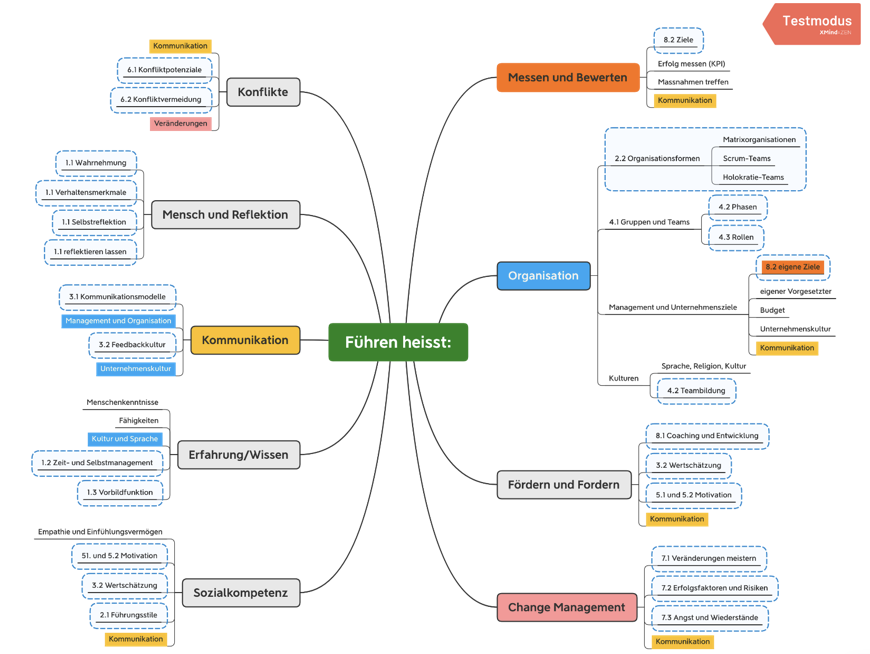 Testmodus
XMind:ZEN
Führen heisst:
Konflikte
Kommunikation
6.1 Konfliktpotenziale
6.2 Konfliktvermeidung
Veränderungen
Mensch und Reflektion
1.1 Wahrnehmung
1.1 Verhaltensmerkmale
1.1 Selbstreflektion
1.1 reflektieren lassen
Kommunikation
3.1 Kommunikationsmodelle
Management und Organisation
3.2 Feedbackkultur
Unternehmenskultur
Erfahrung/Wissen
Menschenkenntnisse
Fähigkeiten
Kultur und Sprache
1.2 Zeit- und Selbstmanagement
1.3 Vorbildfunktion
Sozialkompetenz
Empathie und Einfühlungsvermögen
51. und 5.2 Motivation
3.2 Wertschätzung
2.1 Führungsstile
Kommunikation
Messen und Bewerten
8.2 Ziele
Erfolg messen (KPI)
Massnahmen treffen
Kommunikation
Organisation
2.2 Organisationsformen
Matrixorganisationen
Scrum-Teams
Holokratie-Teams
4.1 Gruppen und Teams
4.2 Phasen
4.3 Rollen
Management und Unternehmensziele
8.2 eigene Ziele
eigener Vorgesetzter
Budget
Unternehmenskultur
Kommunikation
Kulturen
Sprache, Religion, Kultur
4.2 Teambildung
Fördern und Fordern
8.1 Coaching und Entwicklung
3.2 Wertschätzung
5.1 und 5.2 Motivation
Kommunikation
Change Management
7.1 Veränderungen meistern
7.2 Erfolgsfaktoren und Risiken
7.3 Angst und Wiederstände
Kommunikation